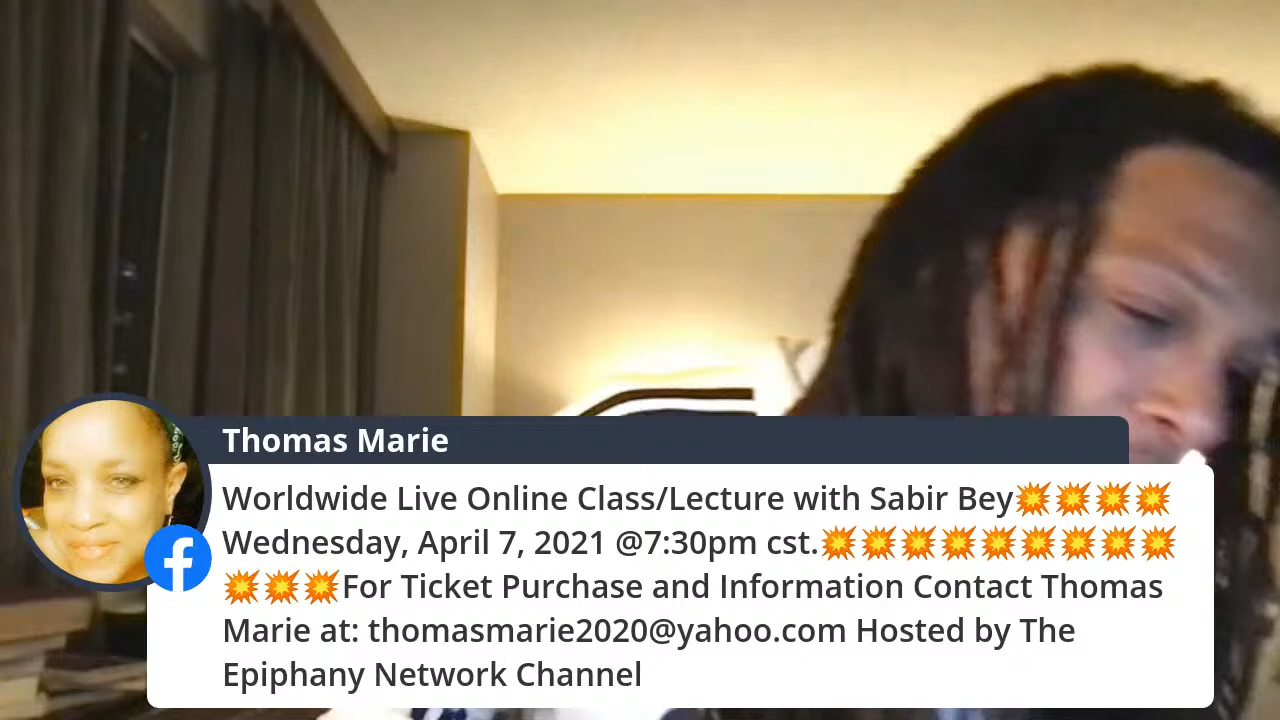 Thomas Marie
Worldwide Live Online Class/Lecture with Sabir Bey💥💥💥💥
Wednesday, April 7, 2021 @7:30pm cst.💥💥💥💥💥💥💥💥💥
💥💥💥For Ticket Purchase and Information Contact Thomas
Marie at: thomasmarie2020@yahoo.com Hosted by The
Epiphany Network Channel